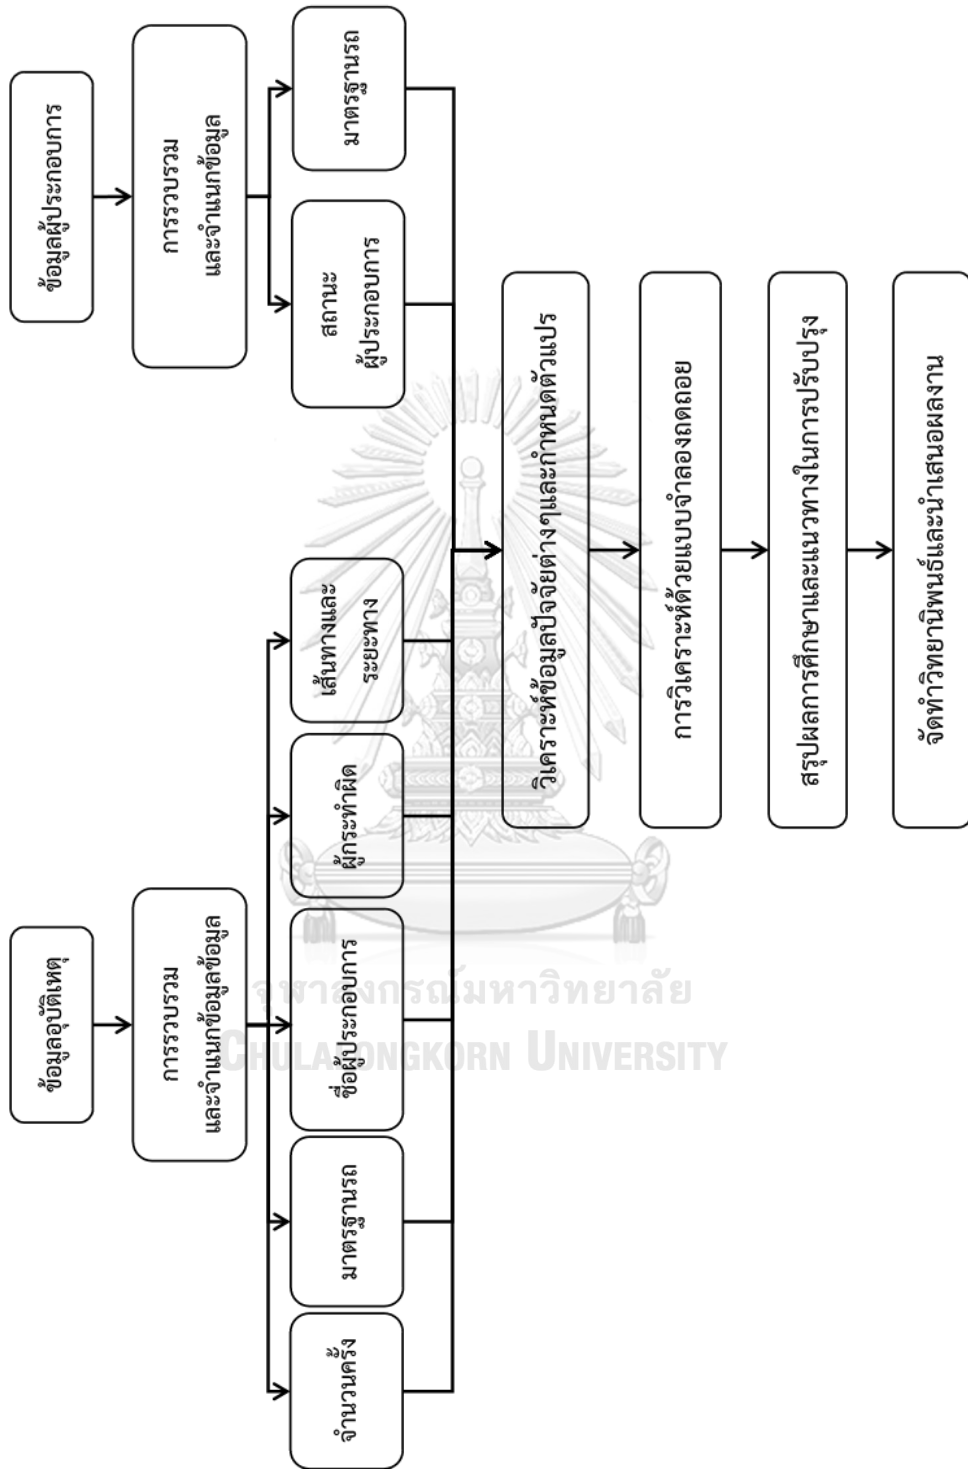 ข้อมูลอุบัติเหตุ
ข้อมูลผู้ประกอบการ
การรวบรวม
และจำแนกข้อมูลข้อมูล
การรวบรวม
และจำแนกข้อมูล
จำนวนครั้ง
มาตรฐานรถ
ชื่อผู้ประกอบการ
ผู้กระทำผิด
เส้นทางและ
ระยะทาง
สถานะ
ผู้ประกอบการ
มาตรฐานรถ
วิเคราะห์ข้อมูลปัจจัยต่างๆและกำหนดตัวแปร
การวิเคราะห์ด้วยแบบจำลองถดถอย
สรุปผลการศึกษาและแนวทางในการปรับปรุง
จัดทำวิทยานิพนธ์และนำเสนอผลงาน
จุฬาลงกรณ์มหาวิทยาลัย
CHULALONGKORN UNIVERSITY